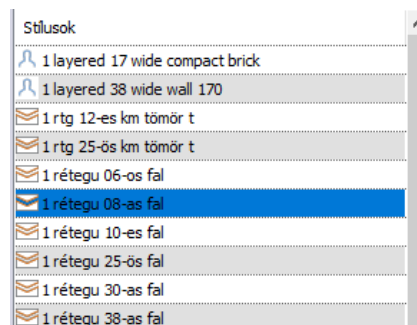 Stílusok
1 layered 17 wide compact brick
1 layered 38 wide wall 170
1 rtg 12-es km tömör t
1 rtg 25-ös km tömör t
1 rétegu 06-os fal
1 rétegu 08-as fal
1 rétegu 10-es fal
1 rétegu 25-ös fal
1 rétegu 30-as fal
1 rétegu 38-as fal